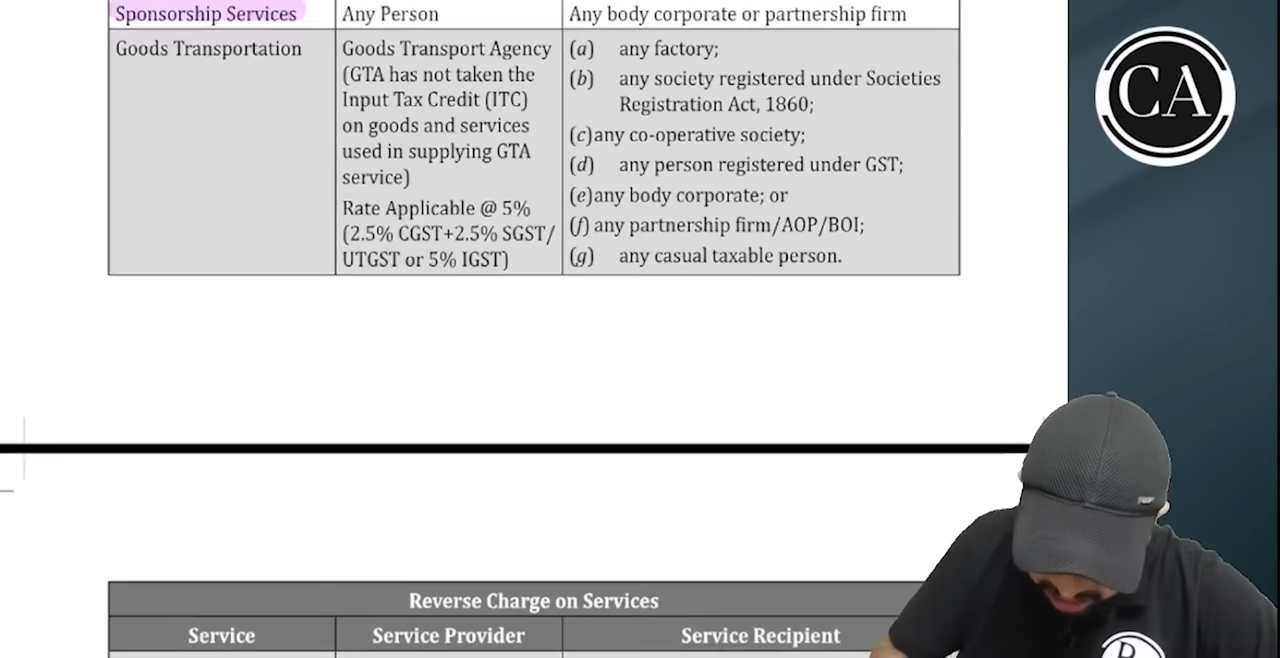 Sponsorship Services
Any Person
Any body corporate or partnership firm
Goods Transportation
Goods Transport Agency
(GTA has not taken the
Input Tax Credit (ITC)
on goods and services
used in supplying GTA
service)
Rate Applicable @ 5%
(2.5% CGST+2.5% SGST/
UTGST or 5% IGST)
(a) any factory;
(b) any society registered under Societies
Registration Act, 1860;
(c)any co-operative society;
(d) any person registered under GST;
(e)any body corporate; or
(f) any partnership firm/AOP/BOI;
(g) any casual taxable person.
CA
Reverse Charge on Services
Service
Service Provider
Service Recipient